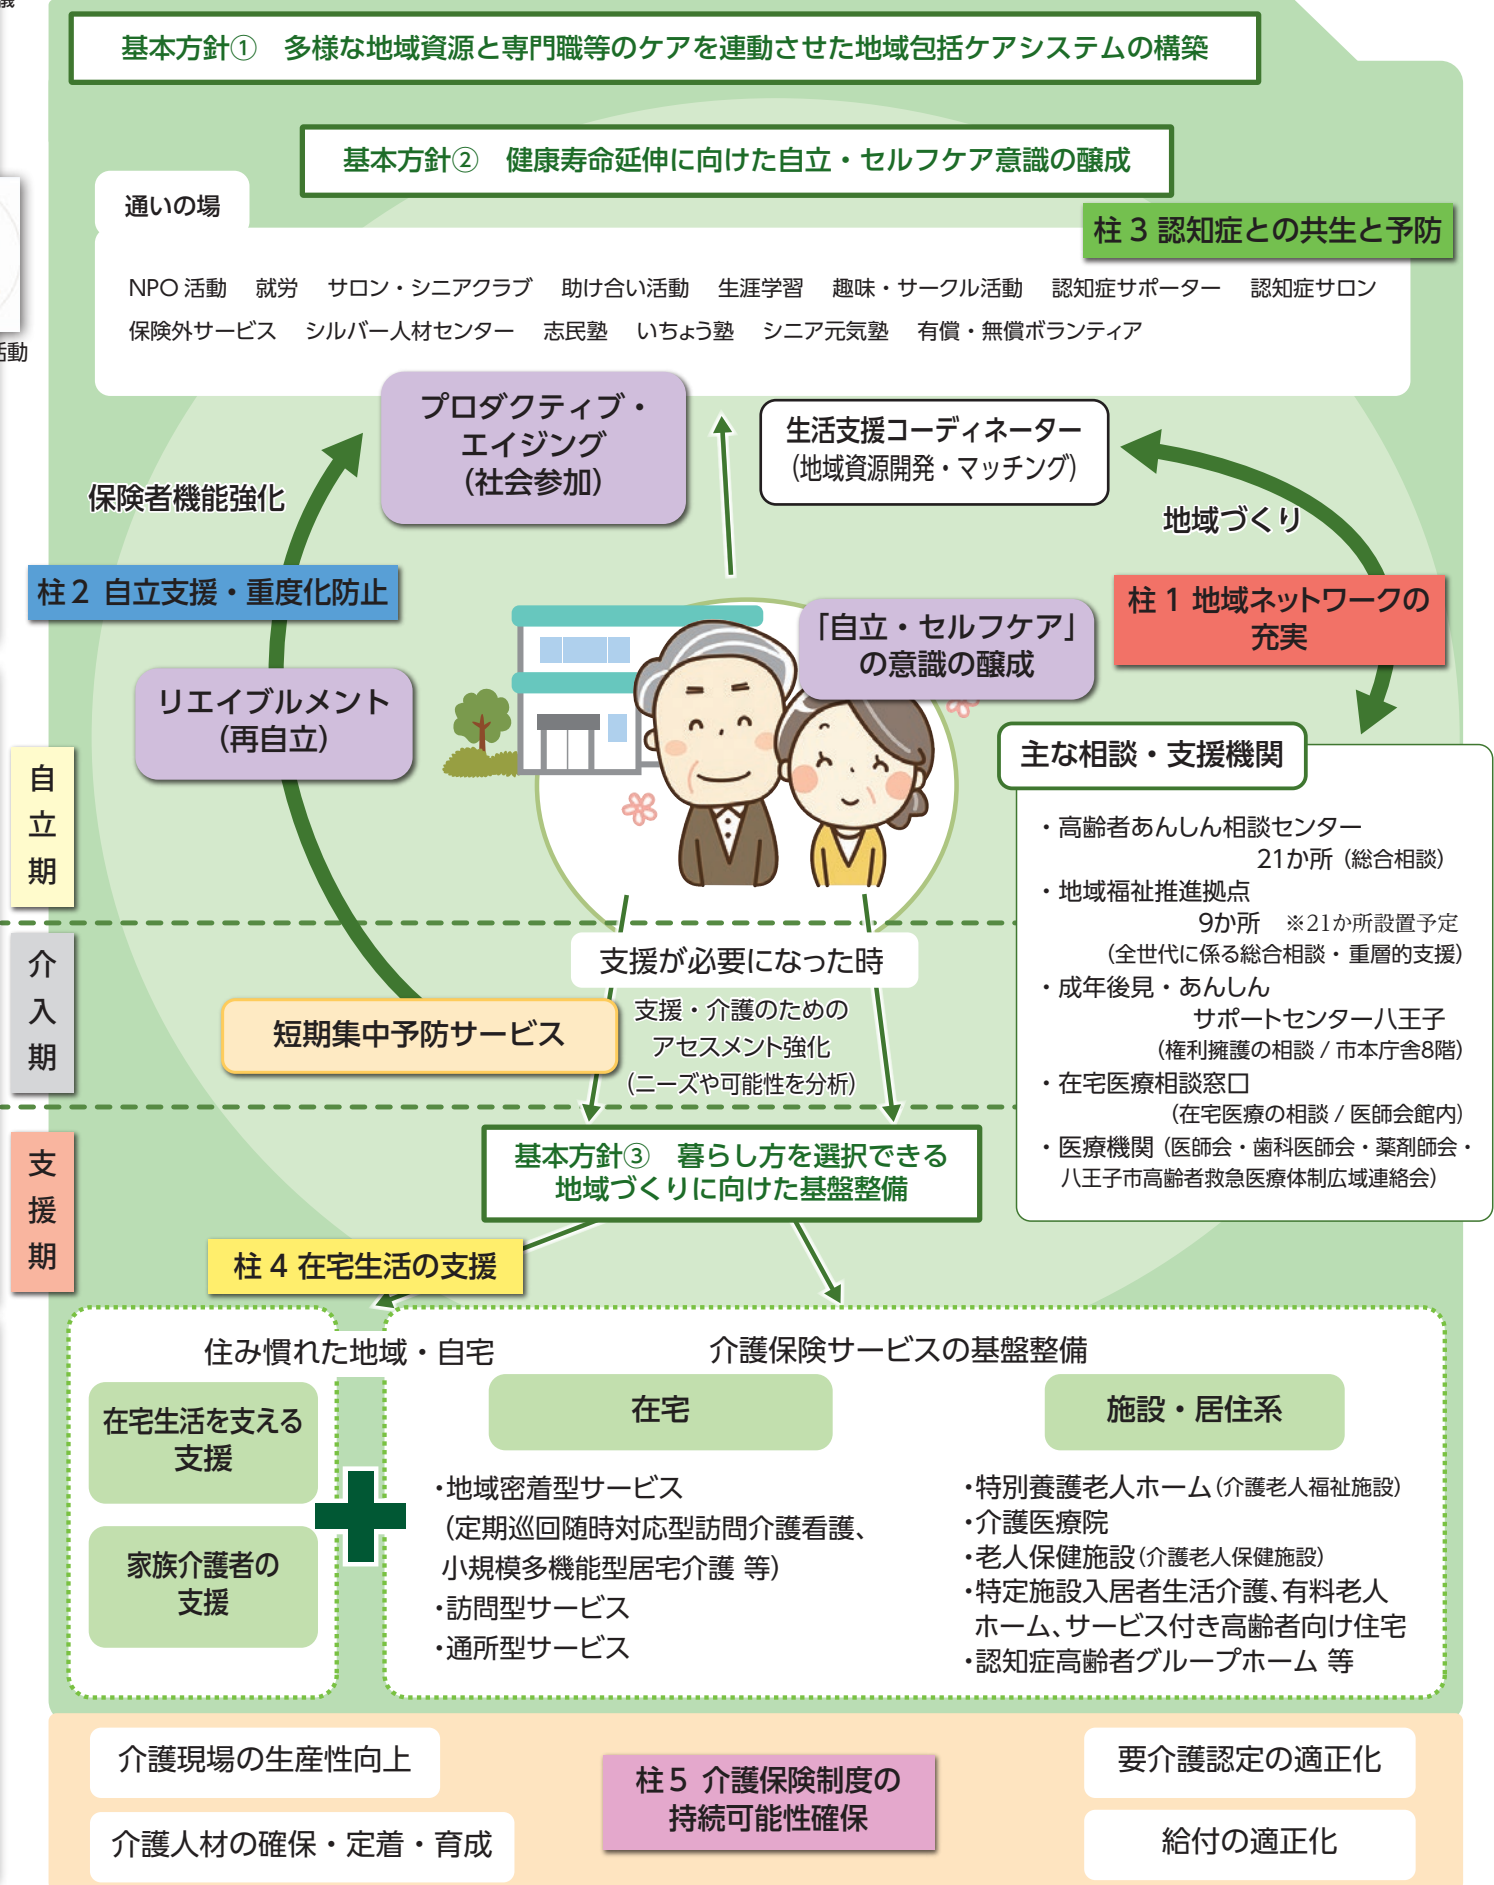 議
基本方針①　多様な地域資源と専門職等のケアを連動させた地域包括ケアシステムの構築
基本方針②　健康寿命延伸に向けた自立・セルフケア意識の醸成
通いの場
柱 3 認知症との共生と予防
NPO 活動　就労　サロン・シニアクラブ　助け合い活動　生涯学習　趣味・サークル活動　認知症サポーター　認知症サロン
保険外サービス　シルバー人材センター　志民塾　いちょう塾　シニア元気塾　有償・無償ボランティア
活動
プロダクティブ・
エイジング
（社会参加）
生活支援コーディネーター
（地域資源開発・マッチング）
保険者機能強化
地域づくり
柱 2 自立支援・重度化防止
柱 1 地域ネットワークの
充実
「自立・セルフケア」
の意識の醸成
リエイブルメント
（再自立）
自立期
介入期
支援期
主な相談・支援機関
・高齢者あんしん相談センター
21か所（総合相談）
・地域福祉推進拠点
9か所　※21か所設置予定
（全世代に係る総合相談・重層的支援）
・成年後見・あんしん
サポートセンター八王子
（権利擁護の相談 / 市本庁舎8階）
・在宅医療相談窓口
（在宅医療の相談 / 医師会館内）
・医療機関（医師会・歯科医師会・薬剤師会・
八王子市高齢者救急医療体制広域連絡会）
支援が必要になった時
短期集中予防サービス
支援・介護のための
アセスメント強化
（ニーズや可能性を分析）
基本方針③　暮らし方を選択できる
地域づくりに向けた基盤整備
柱 4 在宅生活の支援
住み慣れた地域・自宅
在宅生活を支える
支援
家族介護者の
支援
介護保険サービスの基盤整備
在宅
・地域密着型サービス
（定期巡回随時対応型訪問介護看護、
小規模多機能型居宅介護 等）
・訪問型サービス
・通所型サービス
施設・居住系
・特別養護老人ホーム（介護老人福祉施設）
・介護医療院
・老人保健施設（介護老人保健施設）
・特定施設入居者生活介護、有料老人
ホーム、サービス付き高齢者向け住宅
・認知症高齢者グループホーム 等
介護現場の生産性向上
介護人材の確保・定着・育成
柱 5 介護保険制度の
持続可能性確保
要介護認定の適正化
給付の適正化